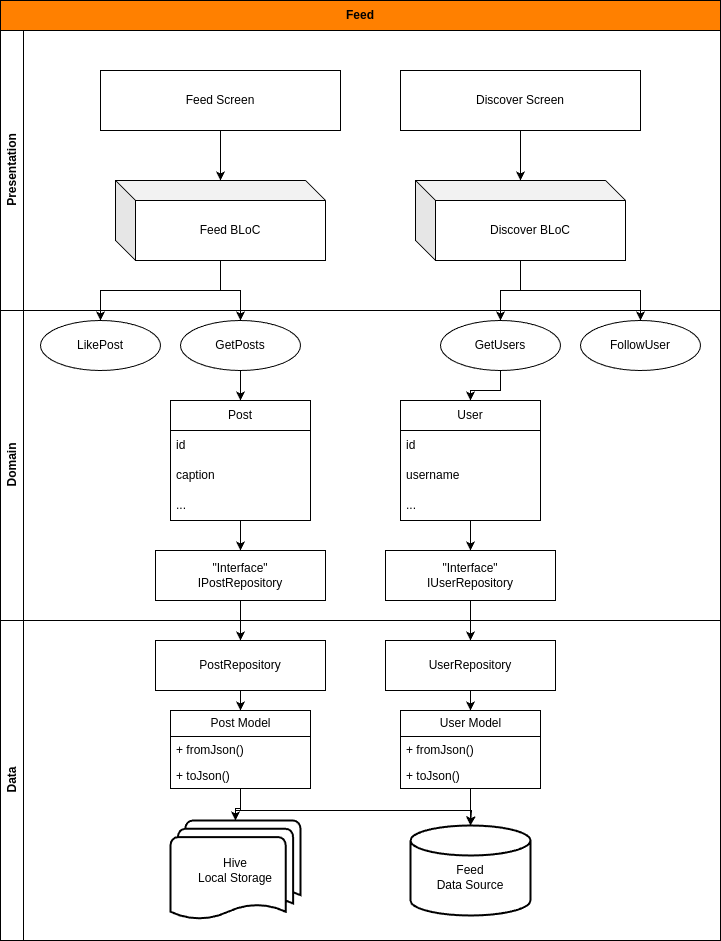 Feed
Presentation
Feed Screen
Discover Screen
Feed BLoC
Discover BLoC
Domain
LikePost
GetPosts
GetUsers
FollowUser
Post
id
caption
...
User
id
username
...
"Interface"
IPostRepository
"Interface"
IUserRepository
Data
PostRepository
UserRepository
Post Model
+ fromJson()
+ toJson()
User Model
+ fromJson()
+ toJson()
Hive
Local Storage
Feed
Data Source